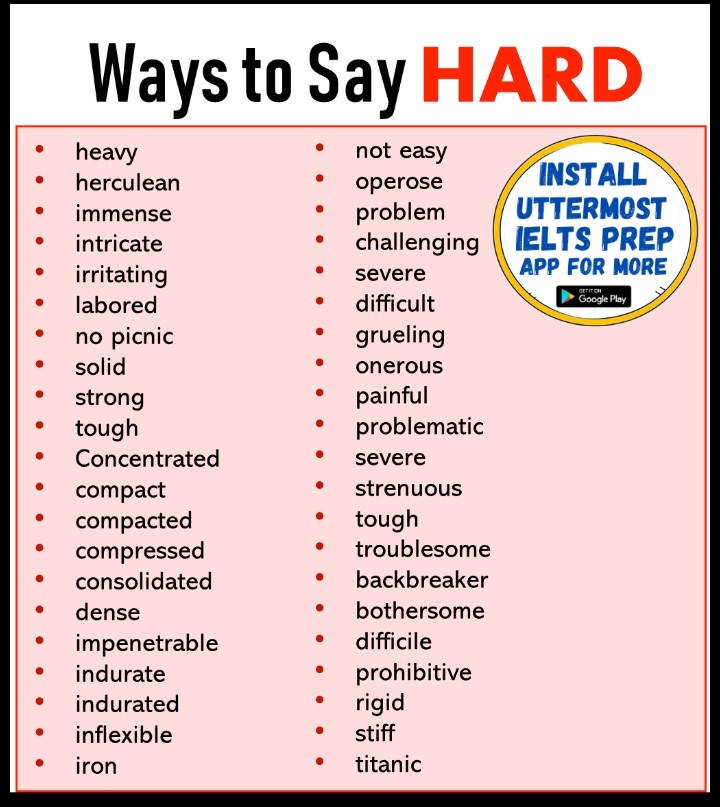 Ways to Say HARD
heavy
herculean
immense
intricate
irritating
labored
no picnic
solid
strong
tough
Concentrated
compact
compacted
compressed
consolidated
dense
impenetrable
indurate
indurated
inflexible
iron
not easy
operose
problem
challenging
severe
difficult
grueling
onerous
painful
problematic
severe
strenuous
tough
troublesome
backbreaker
bothersome
difficile
prohibitive
rigid
stiff
titanic
INSTALL
UTTERMOST
IELTS PREP
APP FOR MORE
GET IT ON
Google Play